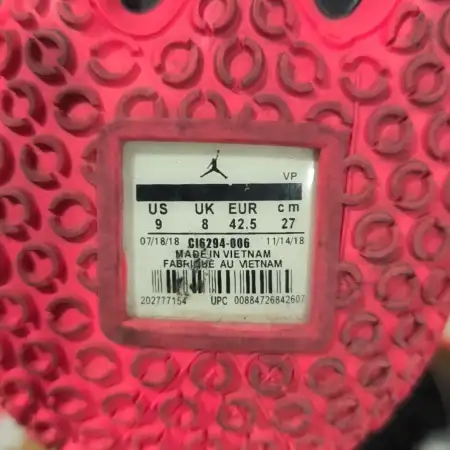 VP
US UK EUR cm
9 8 42.5 27
07/18/18 CI6294-006 11/14/18
MADE IN VIETNAM
FABRIQUE AU VIETNAM
202777154 UPC 00884726842607